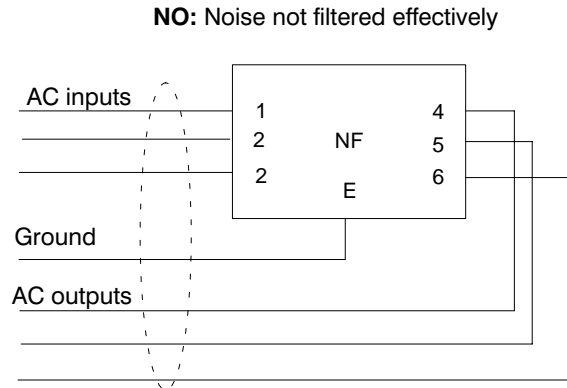 NO: Noise not filtered effectively
AC inputs
1
4
2
NF
5
2
6
E
Ground
AC outputs